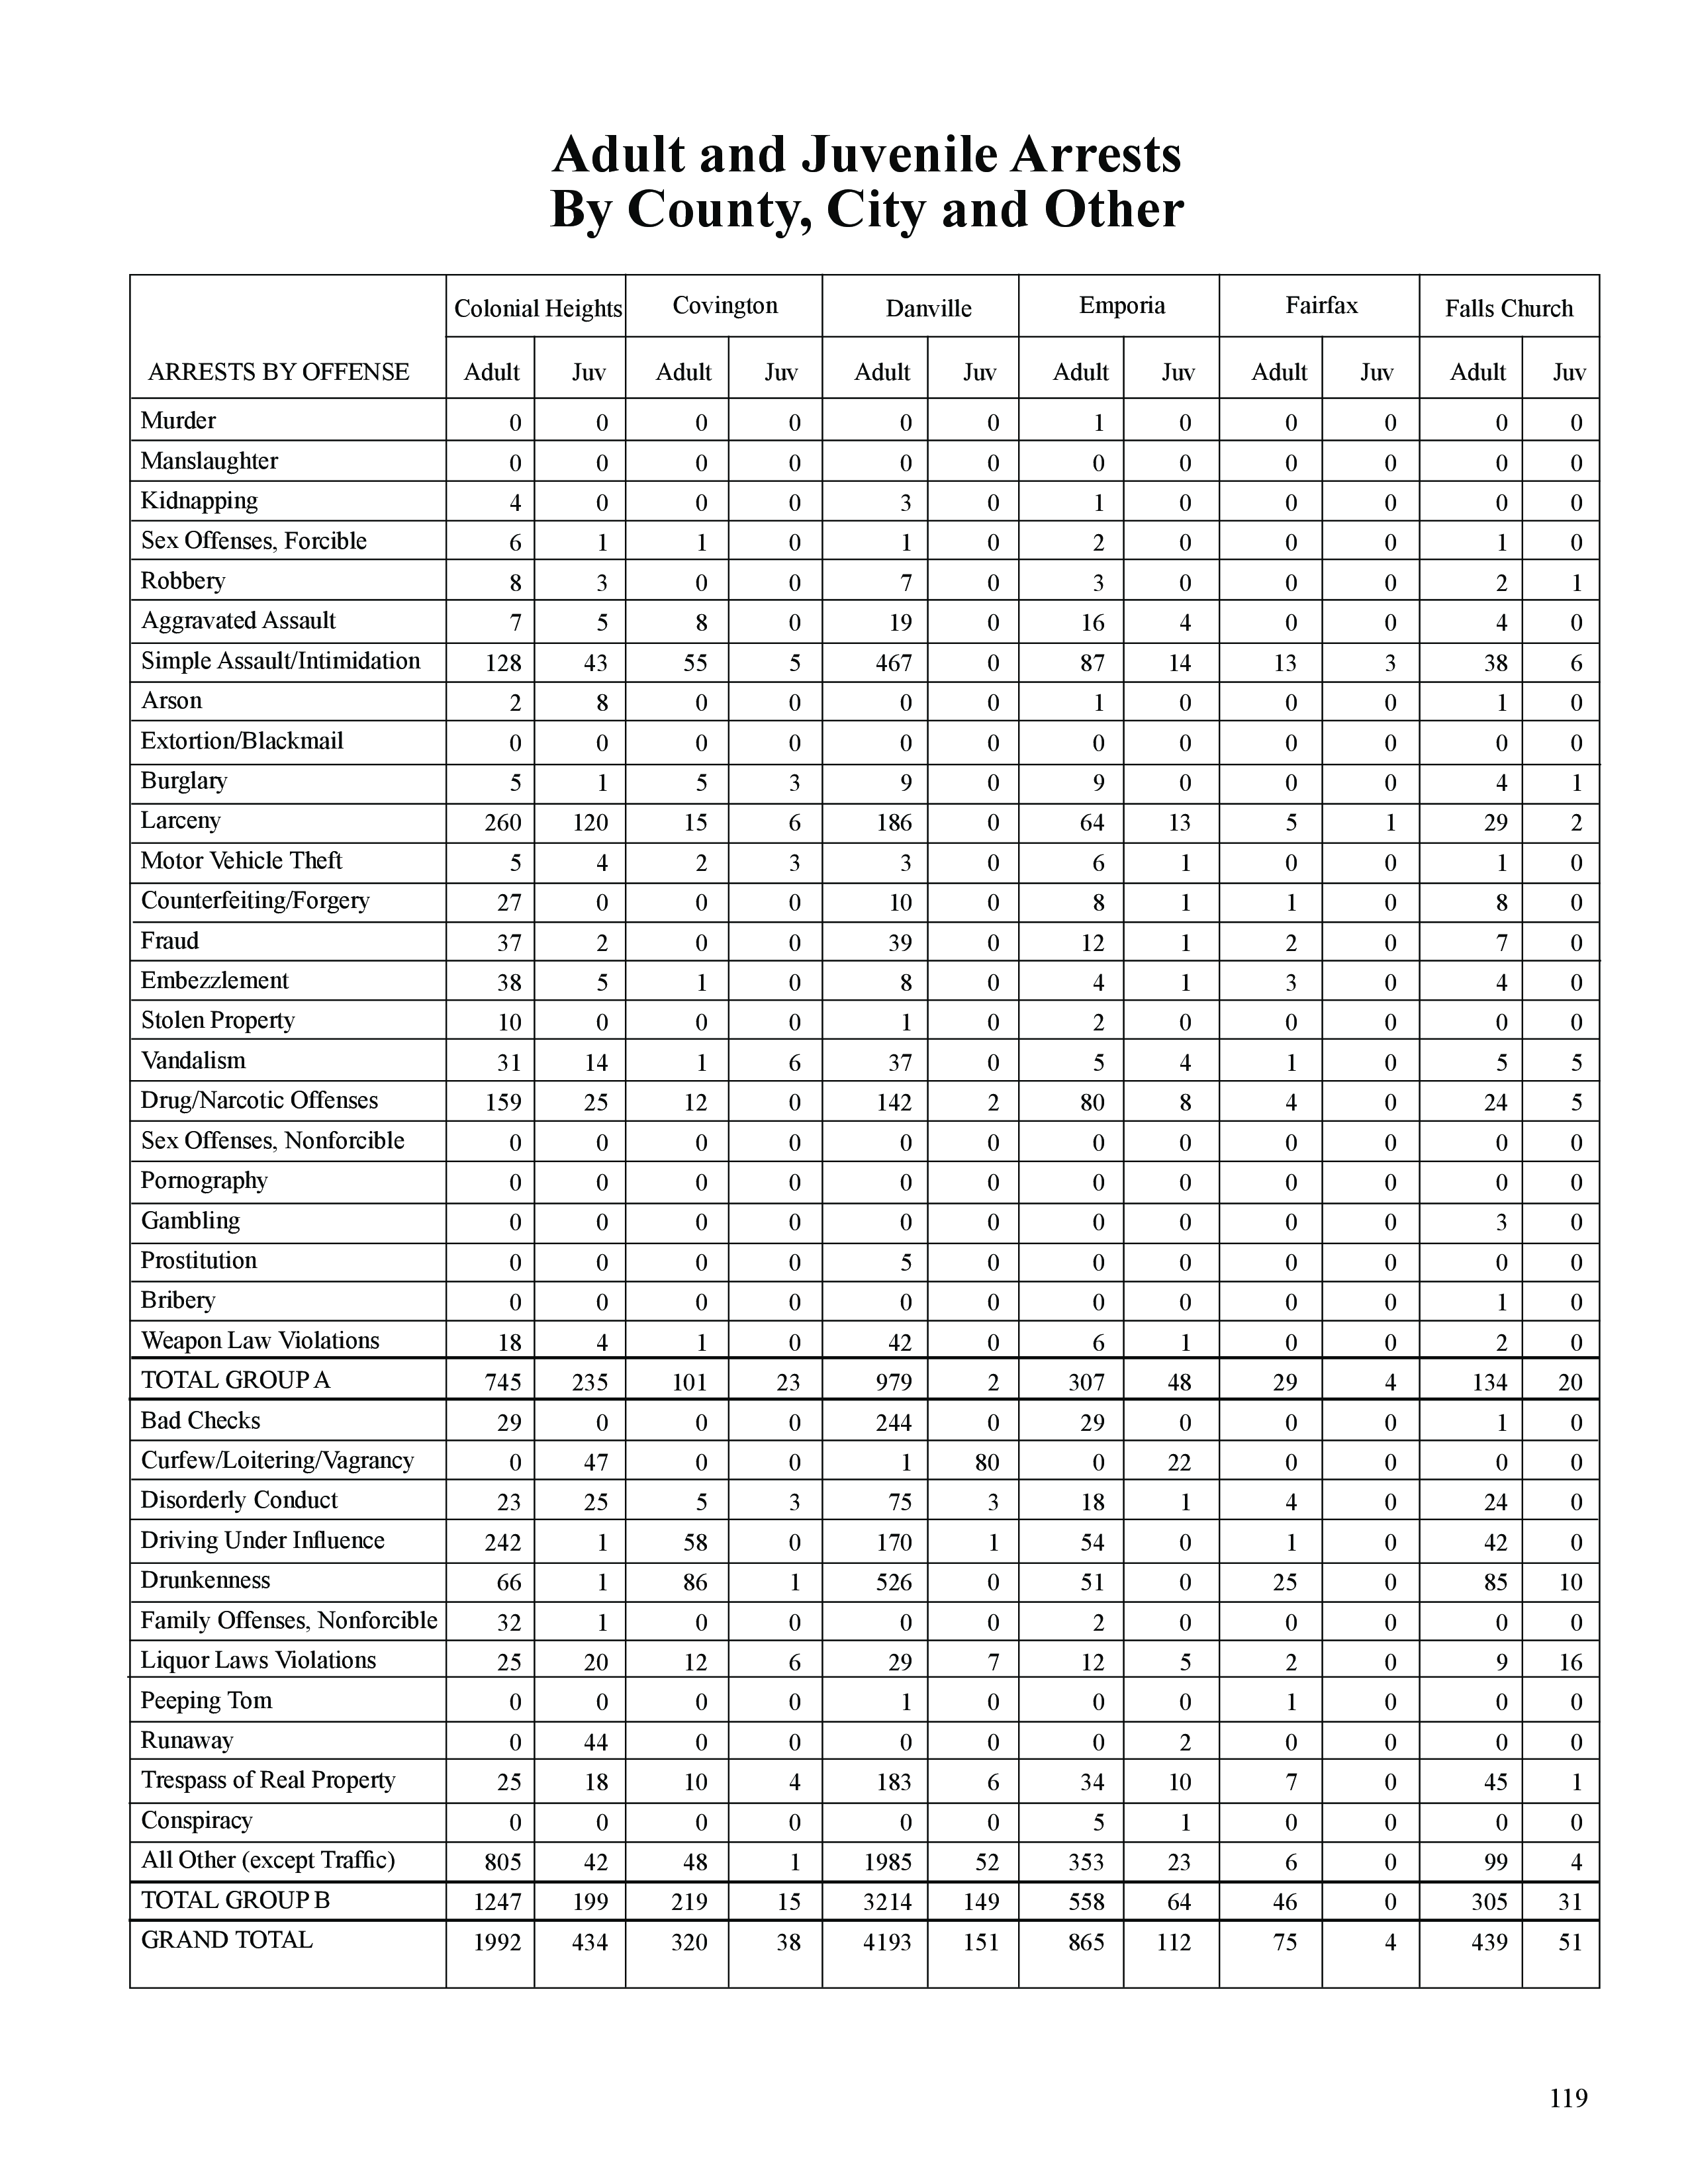 Adult and Juvenile Arrests
By County, City and Other
Colonial Heights Covington Danville Emporia Fairfax Falls Church
ARRESTS BY OFFENSE Adult Juv Adult Juv Adult Juv Adult Juv Adult Juv Adult Juv
Murder 0 0 0 0 0 0 1 0 0 0 0 0
Manslaughter 0 0 0 0 0 0 0 0 0 0 0 0
Kidnapping 4 0 0 0 3 0 1 0 0 0 0 0
Sex Offenses, Forcible 6 1 1 0 1 0 2 0 0 0 1 0
Robbery 8 3 0 0 7 0 3 0 0 0 2 1
Aggravated Assault 7 5 8 0 19 0 16 4 0 0 4 0
Simple Assault/Intimidation 128 43 55 5 467 0 87 14 13 3 38 6
Arson 2 8 0 0 0 0 1 0 0 0 1 0
Extortion/Blackmail 0 0 0 0 0 0 0 0 0 0 0 0
Burglary 5 1 5 3 9 0 9 0 0 0 4 1
Larceny 260 120 15 6 186 0 64 13 5 1 29 2
Motor Vehicle Theft 5 4 2 3 3 0 6 1 0 0 1 0
Counterfeiting/Forgery 27 0 0 0 10 0 8 1 1 0 8 0
Fraud 37 2 0 0 39 0 12 1 2 0 7 0
Embezzlement 38 5 1 0 8 0 4 1 3 0 4 0
Stolen Property 10 0 0 0 1 0 2 0 0 0 0 0
Vandalism 31 14 1 6 37 0 5 4 1 0 5 5
Drug/Narcotic Offenses 159 25 12 0 142 2 80 8 4 0 24 5
Sex Offenses, Nonforcible 0 0 0 0 0 0 0 0 0 0 0 0
Pornography 0 0 0 0 0 0 0 0 0 0 0 0
Gambling 0 0 0 0 0 0 0 0 0 0 3 0
Prostitution 0 0 0 0 5 0 0 0 0 0 0 0
Bribery 0 0 0 0 0 0 0 0 0 0 1 0
Weapon Law Violations 18 4 1 0 42 0 6 1 0 0 2 0
TOTAL GROUP A 745 235 101 23 979 2 307 48 29 4 134 20
Bad Checks 29 0 0 0 244 0 29 0 0 0 1 0
Curfew/Loitering/Vagrancy 0 47 0 0 1 80 0 22 0 0 0 0
Disorderly Conduct 23 25 5 3 75 3 18 1 4 0 24 0
Driving Under Influence 242 1 58 0 170 1 54 0 1 0 42 0
Drunkenness 66 1 86 1 526 0 51 0 25 0 85 10
Family Offenses, Nonforcible 32 1 0 0 0 0 2 0 0 0 0 0
Liquor Laws Violations 25 20 12 6 29 7 12 5 2 0 9 16
Peeping Tom 0 0 0 0 1 0 0 0 1 0 0 0
Runaway 0 44 0 0 0 0 0 2 0 0 0 0
Trespass of Real Property 25 18 10 4 183 6 34 10 7 0 45 1
Conspiracy 0 0 0 0 0 0 5 1 0 0 0 0
All Other (except Traffic) 805 42 48 1 1985 52 353 23 6 0 99 4
TOTAL GROUP B 1247 199 219 15 3214 149 558 64 46 0 305 31
GRAND TOTAL 1992 434 320 38 4193 151 865 112 75 4 439 51
119